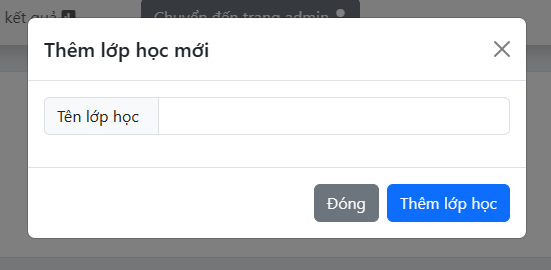 kết quả
Chuyển đến trang admin
Thêm lớp học mới
Tên lớp học
Đóng
Thêm lớp học